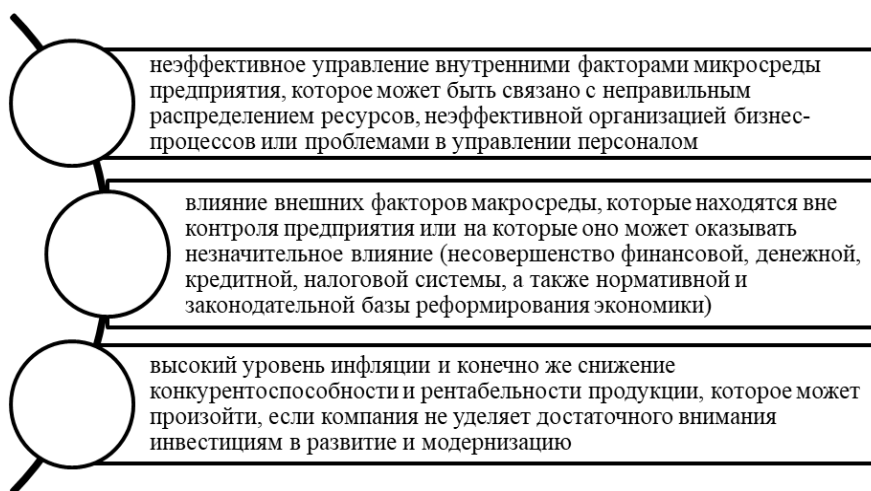 неэффективное управление внутренними факторами микросреды
предприятия, которое может быть связано с неправильным
распределением ресурсов, неэффективной организацией бизнес-
процессов или проблемами в управлении персоналом
влияние внешних факторов макросреды, которые находятся вне
контроля предприятия или на которые оно может оказывать
незначительное влияние (несовершенство финансовой, денежной,
кредитной, налоговой системы, а также нормативной и
законодательной базы реформирования экономики)
высокий уровень инфляции и конечно же снижение
конкурентоспособности и рентабельности продукции, которое может
произойти, если компания не уделяет достаточного внимания
инвестициям в развитие и модернизацию